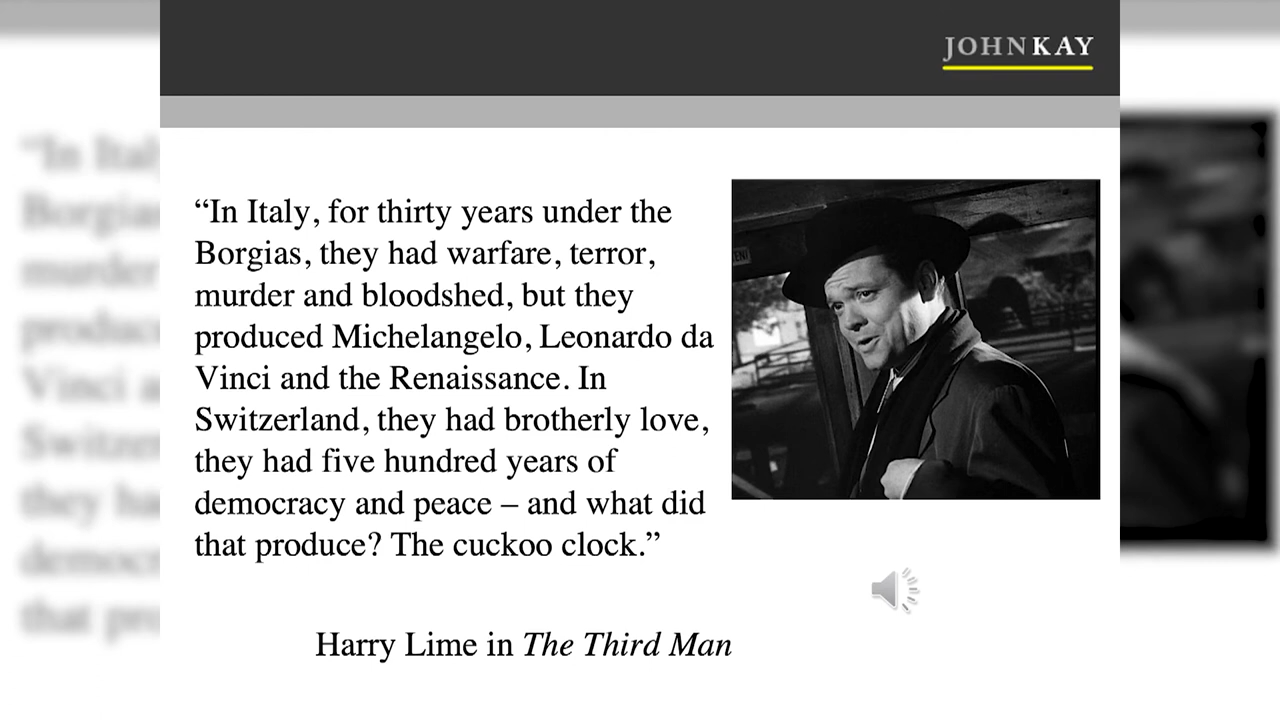 JOHNKAY
“In Italy, for thirty years under the
Borgias, they had warfare, terror,
murder and bloodshed, but they
produced Michelangelo, Leonardo da
Vinci and the Renaissance. In
Switzerland, they had brotherly love,
they had five hundred years of
democracy and peace – and what did
that produce? The cuckoo clock.”
Harry Lime in The Third Man